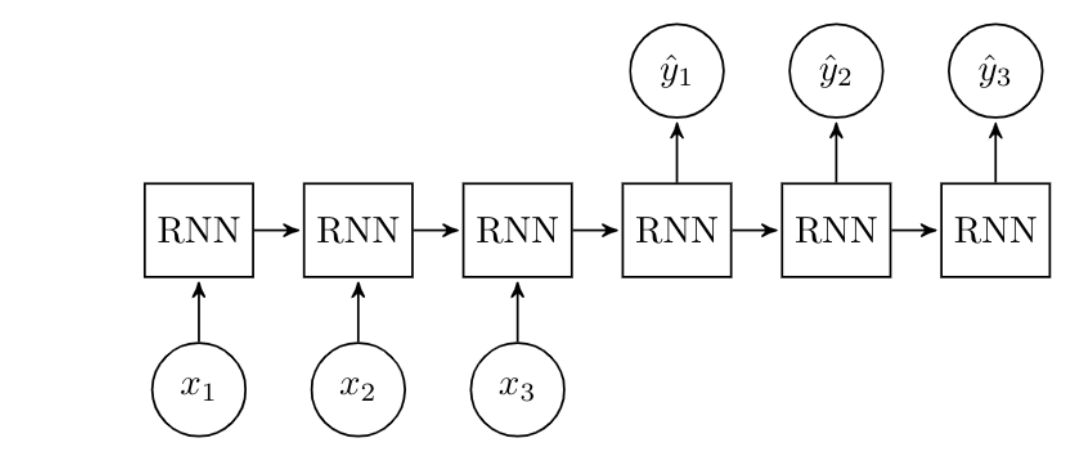 ŷ₁ ŷ₂ ŷ₃
RNN RNN RNN RNN RNN RNN
x₁ x₂ x₃